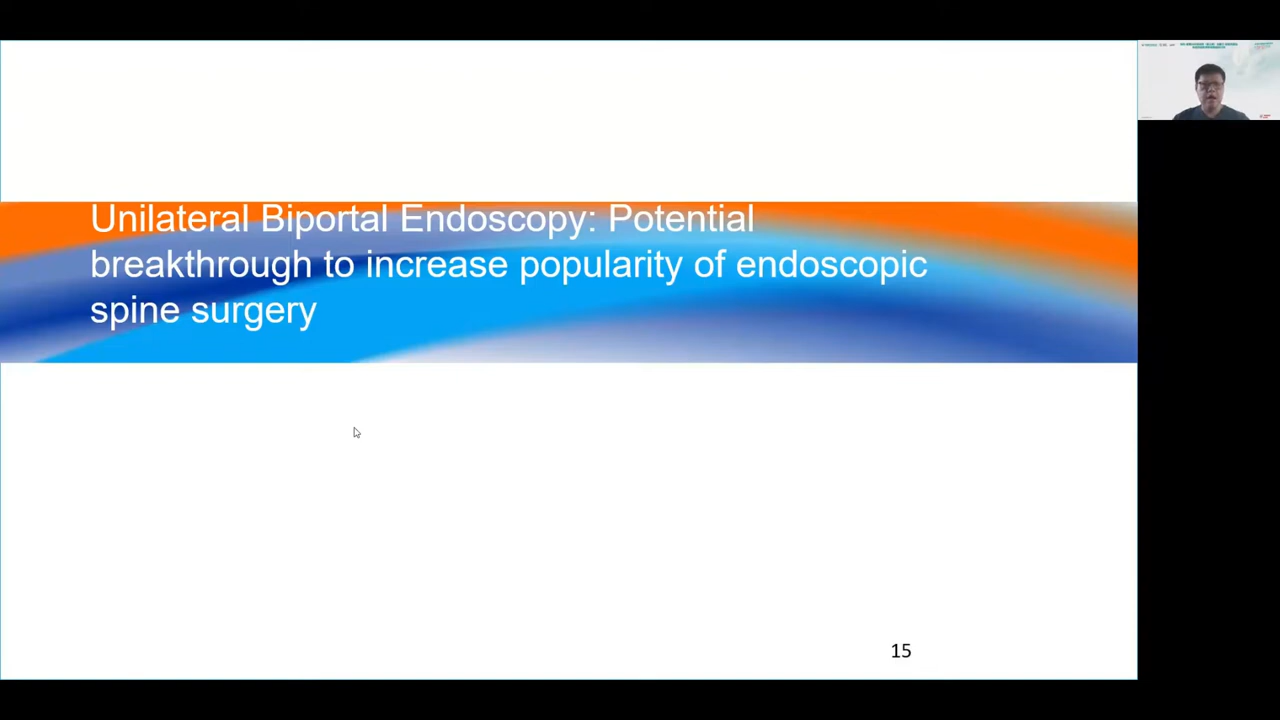 Unilateral Biportal Endoscopy: Potential
breakthrough to increase popularity of endoscopic
spine surgery
15